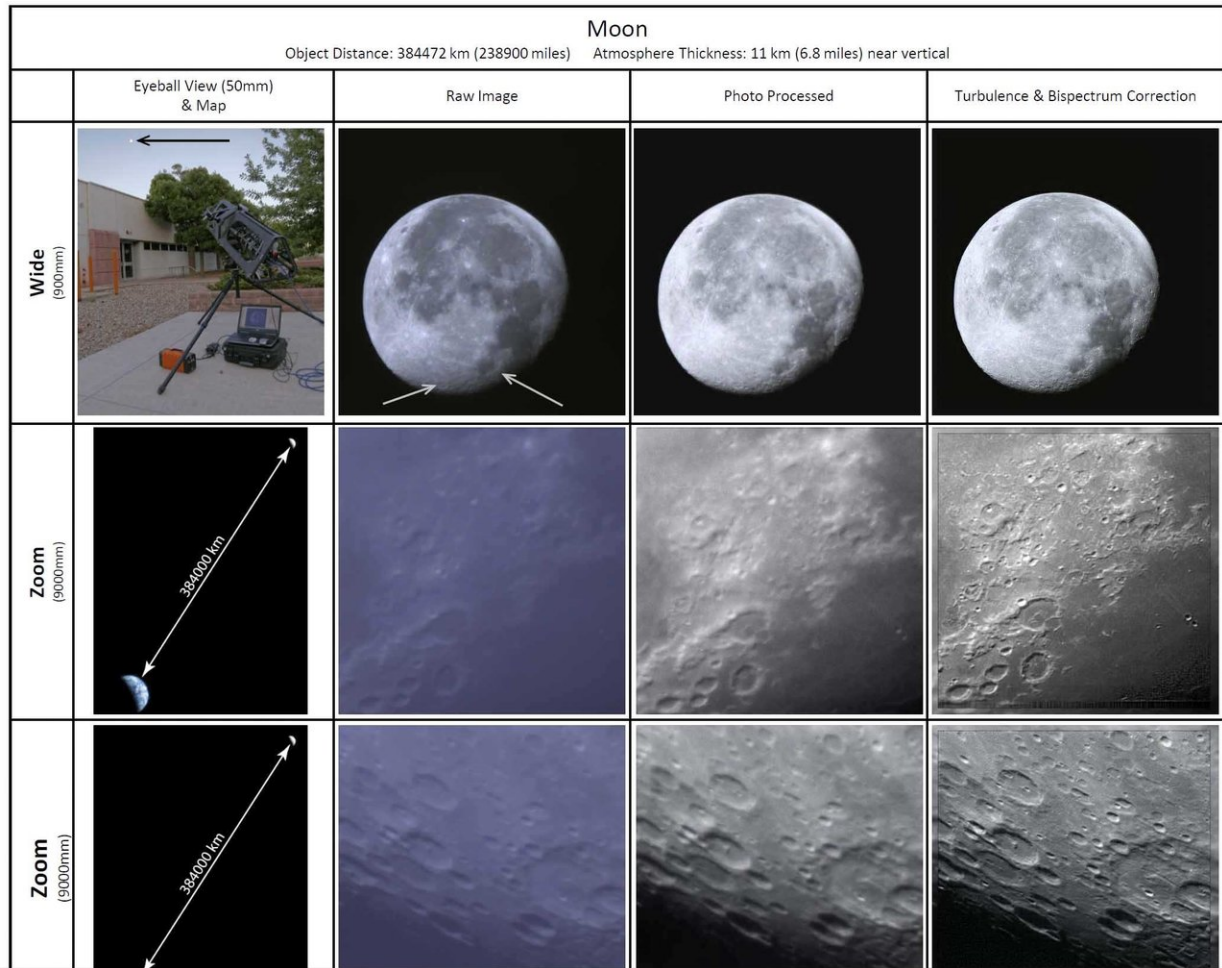 Moon
Object Distance: 384472 km (238900 miles) Atmosphere Thickness: 11 km (6.8 miles) near vertical
Eyeball View (50mm)
& Map
Raw Image
Photo Processed
Turbulence & Bispectrum Correction
Wide
(900mm)
Zoom
(9000mm)
384000 km
Zoom
(9000mm)
384000 km